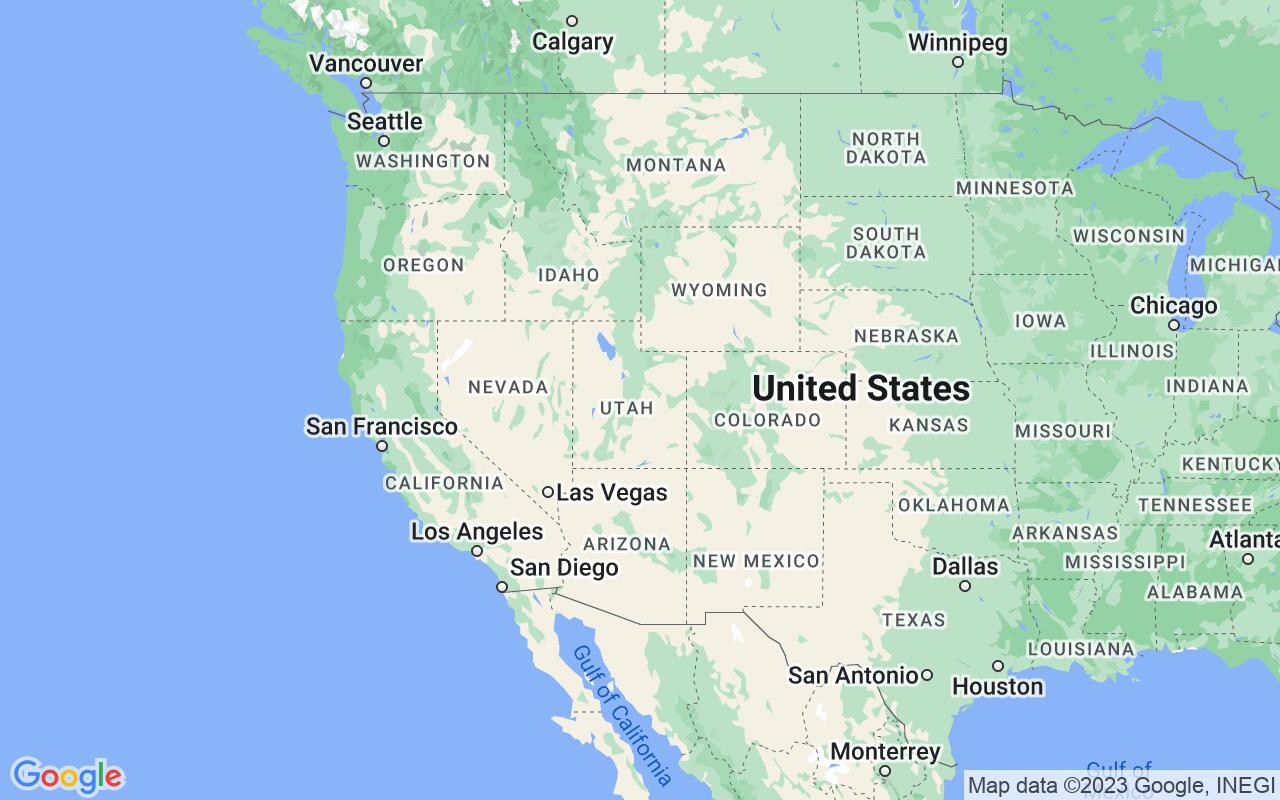 Calgary
Winnipeg
Vancouver
Seattle
WASHINGTON
MONTANA
NORTH
DAKOTA
MINNESOTA
SOUTH
DAKOTA
WISCONSIN
MICHIGAN
OREGON
IDAHO
WYOMING
Chicago
NEBRASKA
IOWA
ILLINOIS
NEVADA
UTAH
United States
COLORADO
KANSAS
INDIANA
San Francisco
MISSOURI
CALIFORNIA
Las Vegas
KENTUCKY
OKLAHOMA
TENNESSEE
Los Angeles
ARIZONA
NEW MEXICO
ARKANSAS
Atlanta
San Diego
Dallas
MISSISSIPPI
ALABAMA
TEXAS
LOUISIANA
Gulf of California
San Antonio
Houston
Monterrey
Gulf of
Mexico
Google
Map data ©2023 Google, INEGI